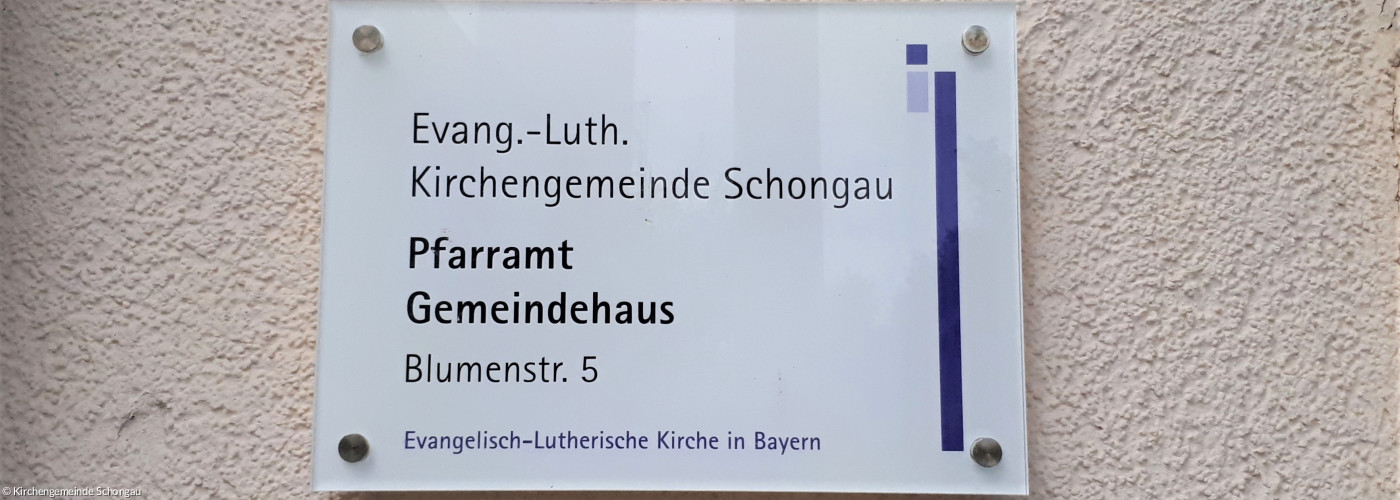 Evang.-Luth.
Kirchengemeinde Schongau
Pfarramt
Gemeindehaus
Blumenstr. 5
Evangelisch-Lutherische Kirche in Bayern
© Kirchengemeinde Schongau